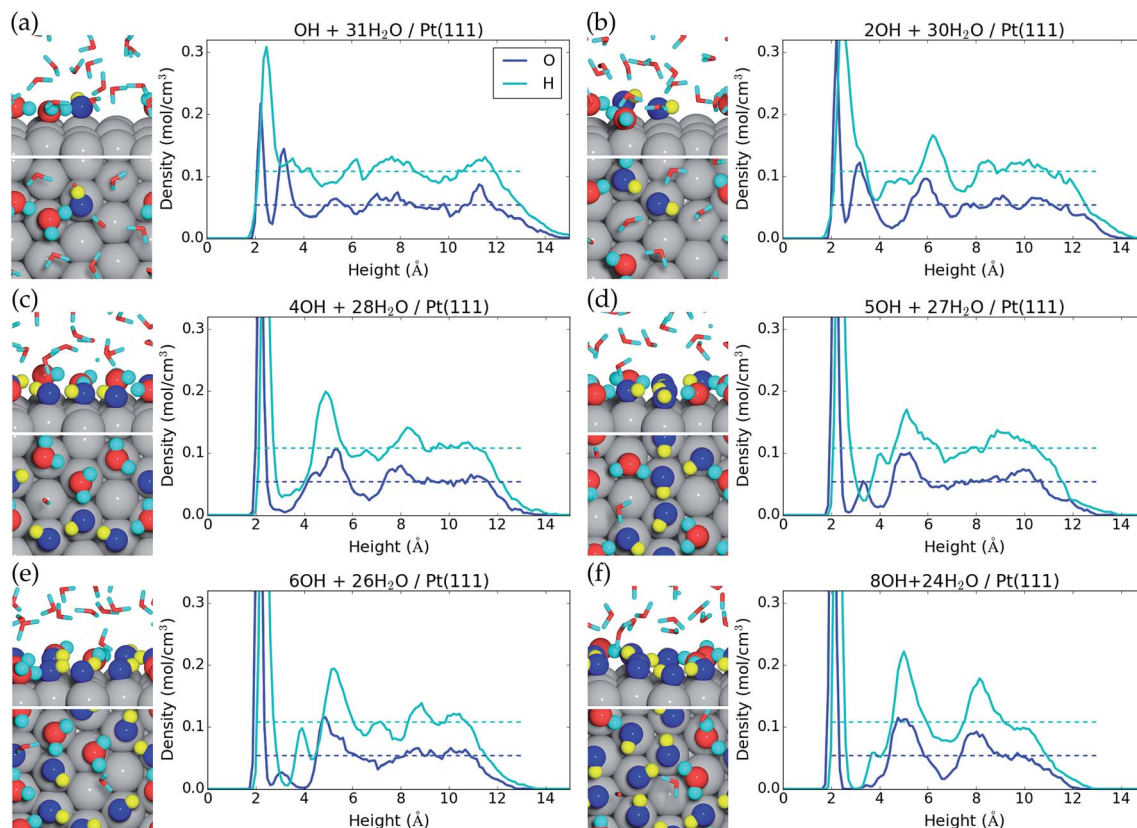 (a)
OH + 31H₂O / Pt(111)
Density (mol/cm³)
0.3
0.2
0.1
0.0
O
H
0 2 4 6 8 10 12 14
Height (Å)
(b)
2OH + 30H₂O / Pt(111)
Density (mol/cm³)
0.3
0.2
0.1
0.0
0 2 4 6 8 10 12 14
Height (Å)
(c)
4OH + 28H₂O / Pt(111)
Density (mol/cm³)
0.3
0.2
0.1
0.0
0 2 4 6 8 10 12 14
Height (Å)
(d)
5OH + 27H₂O / Pt(111)
Density (mol/cm³)
0.3
0.2
0.1
0.0
0 2 4 6 8 10 12 14
Height (Å)
(e)
6OH + 26H₂O / Pt(111)
Density (mol/cm³)
0.3
0.2
0.1
0.0
0 2 4 6 8 10 12 14
Height (Å)
(f)
8OH+24H₂O / Pt(111)
Density (mol/cm³)
0.3
0.2
0.1
0.0
0 2 4 6 8 10 12 14
Height (Å)